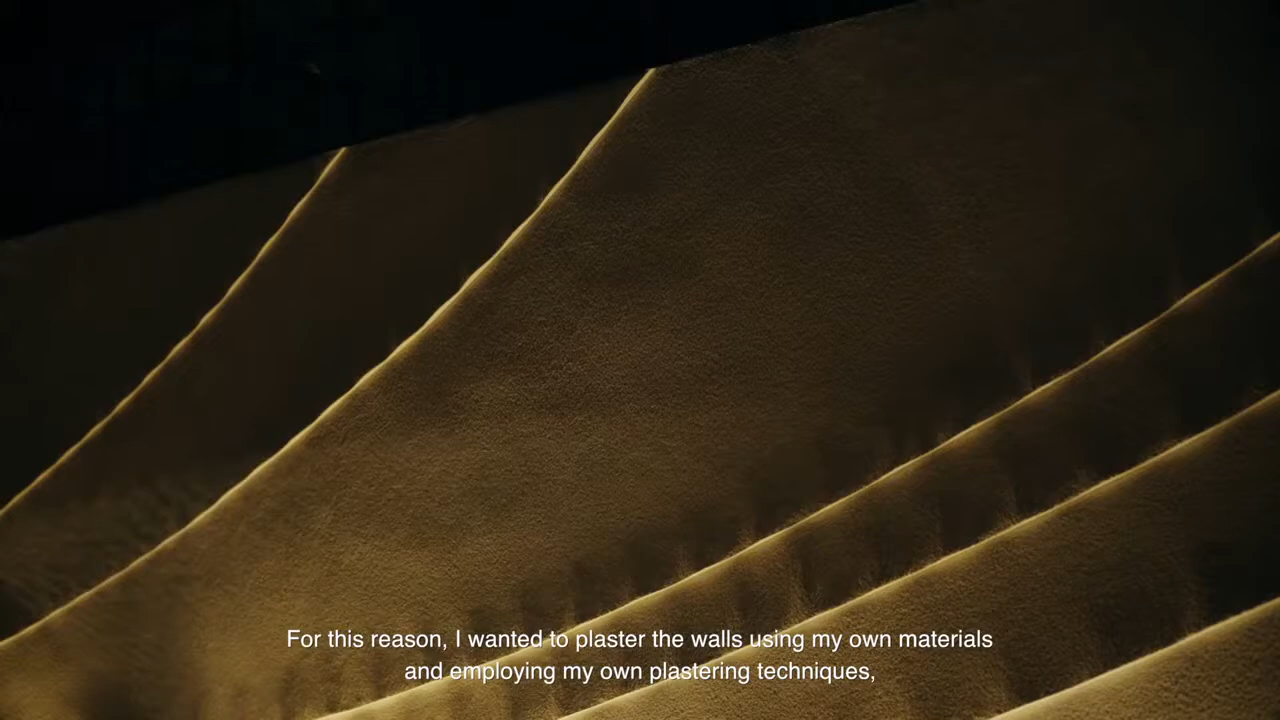 For this reason, I wanted to plaster the walls using my own materials
and employing my own plastering techniques,